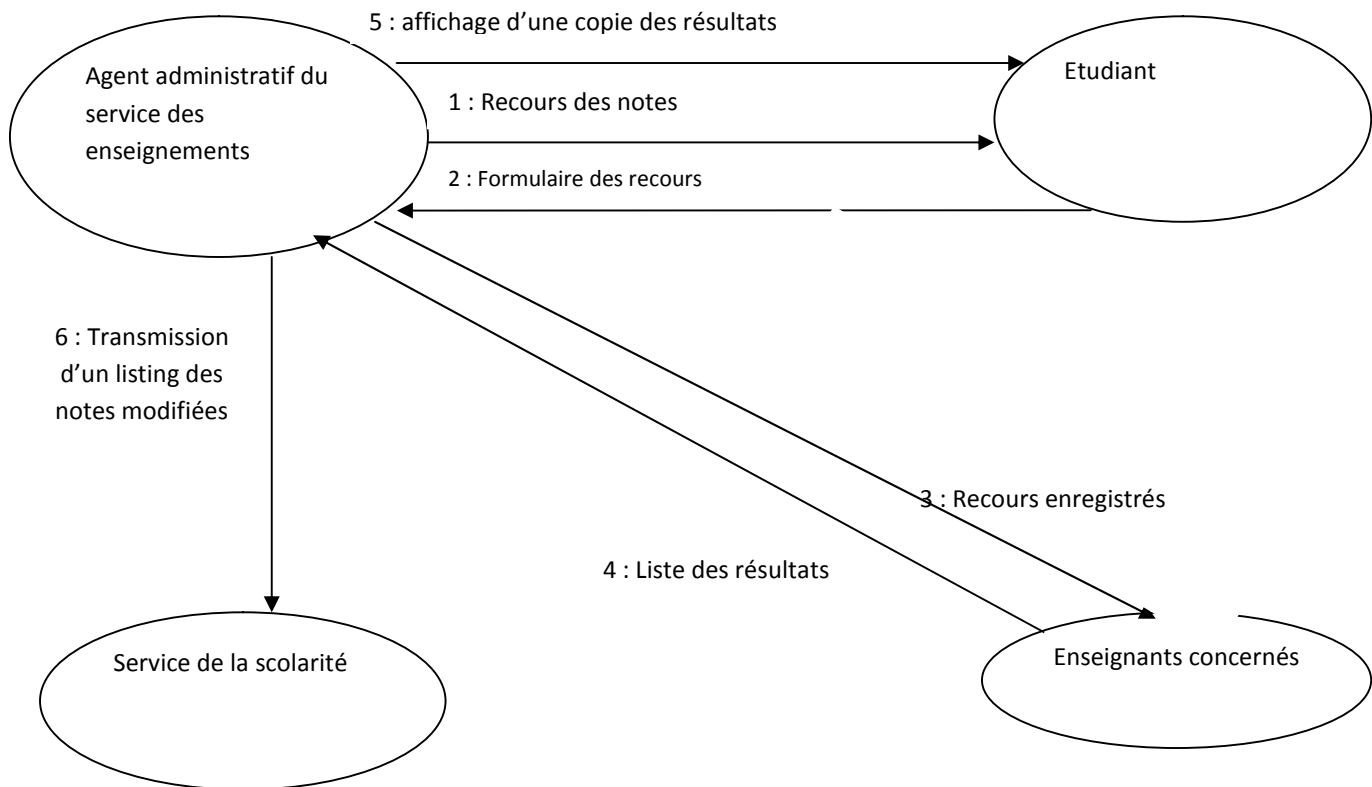 5 : affichage d’une copie des résultats
Agent administratif du
service des
enseignements
Etudiant
1 : Recours des notes
2 : Formulaire des recours
6 : Transmission
d’un listing des
notes modifiées
3 : Recours enregistrés
4 : Liste des résultats
Service de la scolarité
Enseignants concernés